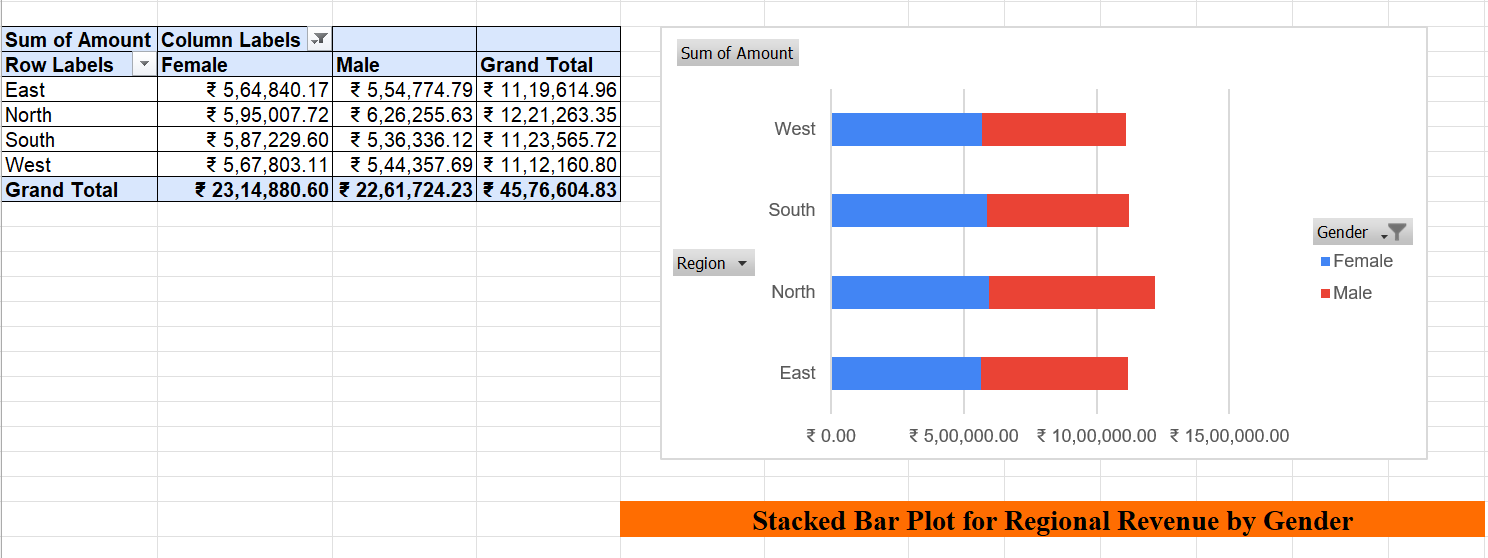 Sum of Amount Column Labels
Row Labels Female Male Grand Total
East ₹ 5,64,840.17 ₹ 5,54,774.79 ₹ 11,19,614.96
North ₹ 5,95,007.72 ₹ 6,26,255.63 ₹ 12,21,263.35
South ₹ 5,87,229.60 ₹ 5,36,336.12 ₹ 11,23,565.72
West ₹ 5,67,803.11 ₹ 5,44,357.69 ₹ 11,12,160.80
Grand Total ₹ 23,14,880.60 ₹ 22,61,724.23 ₹ 45,76,604.83
Sum of Amount
West
South
Region
North
East
₹ 0.00 ₹ 5,00,000.00 ₹ 10,00,000.00 ₹ 15,00,000.00
Gender
Female
Male
Stacked Bar Plot for Regional Revenue by Gender